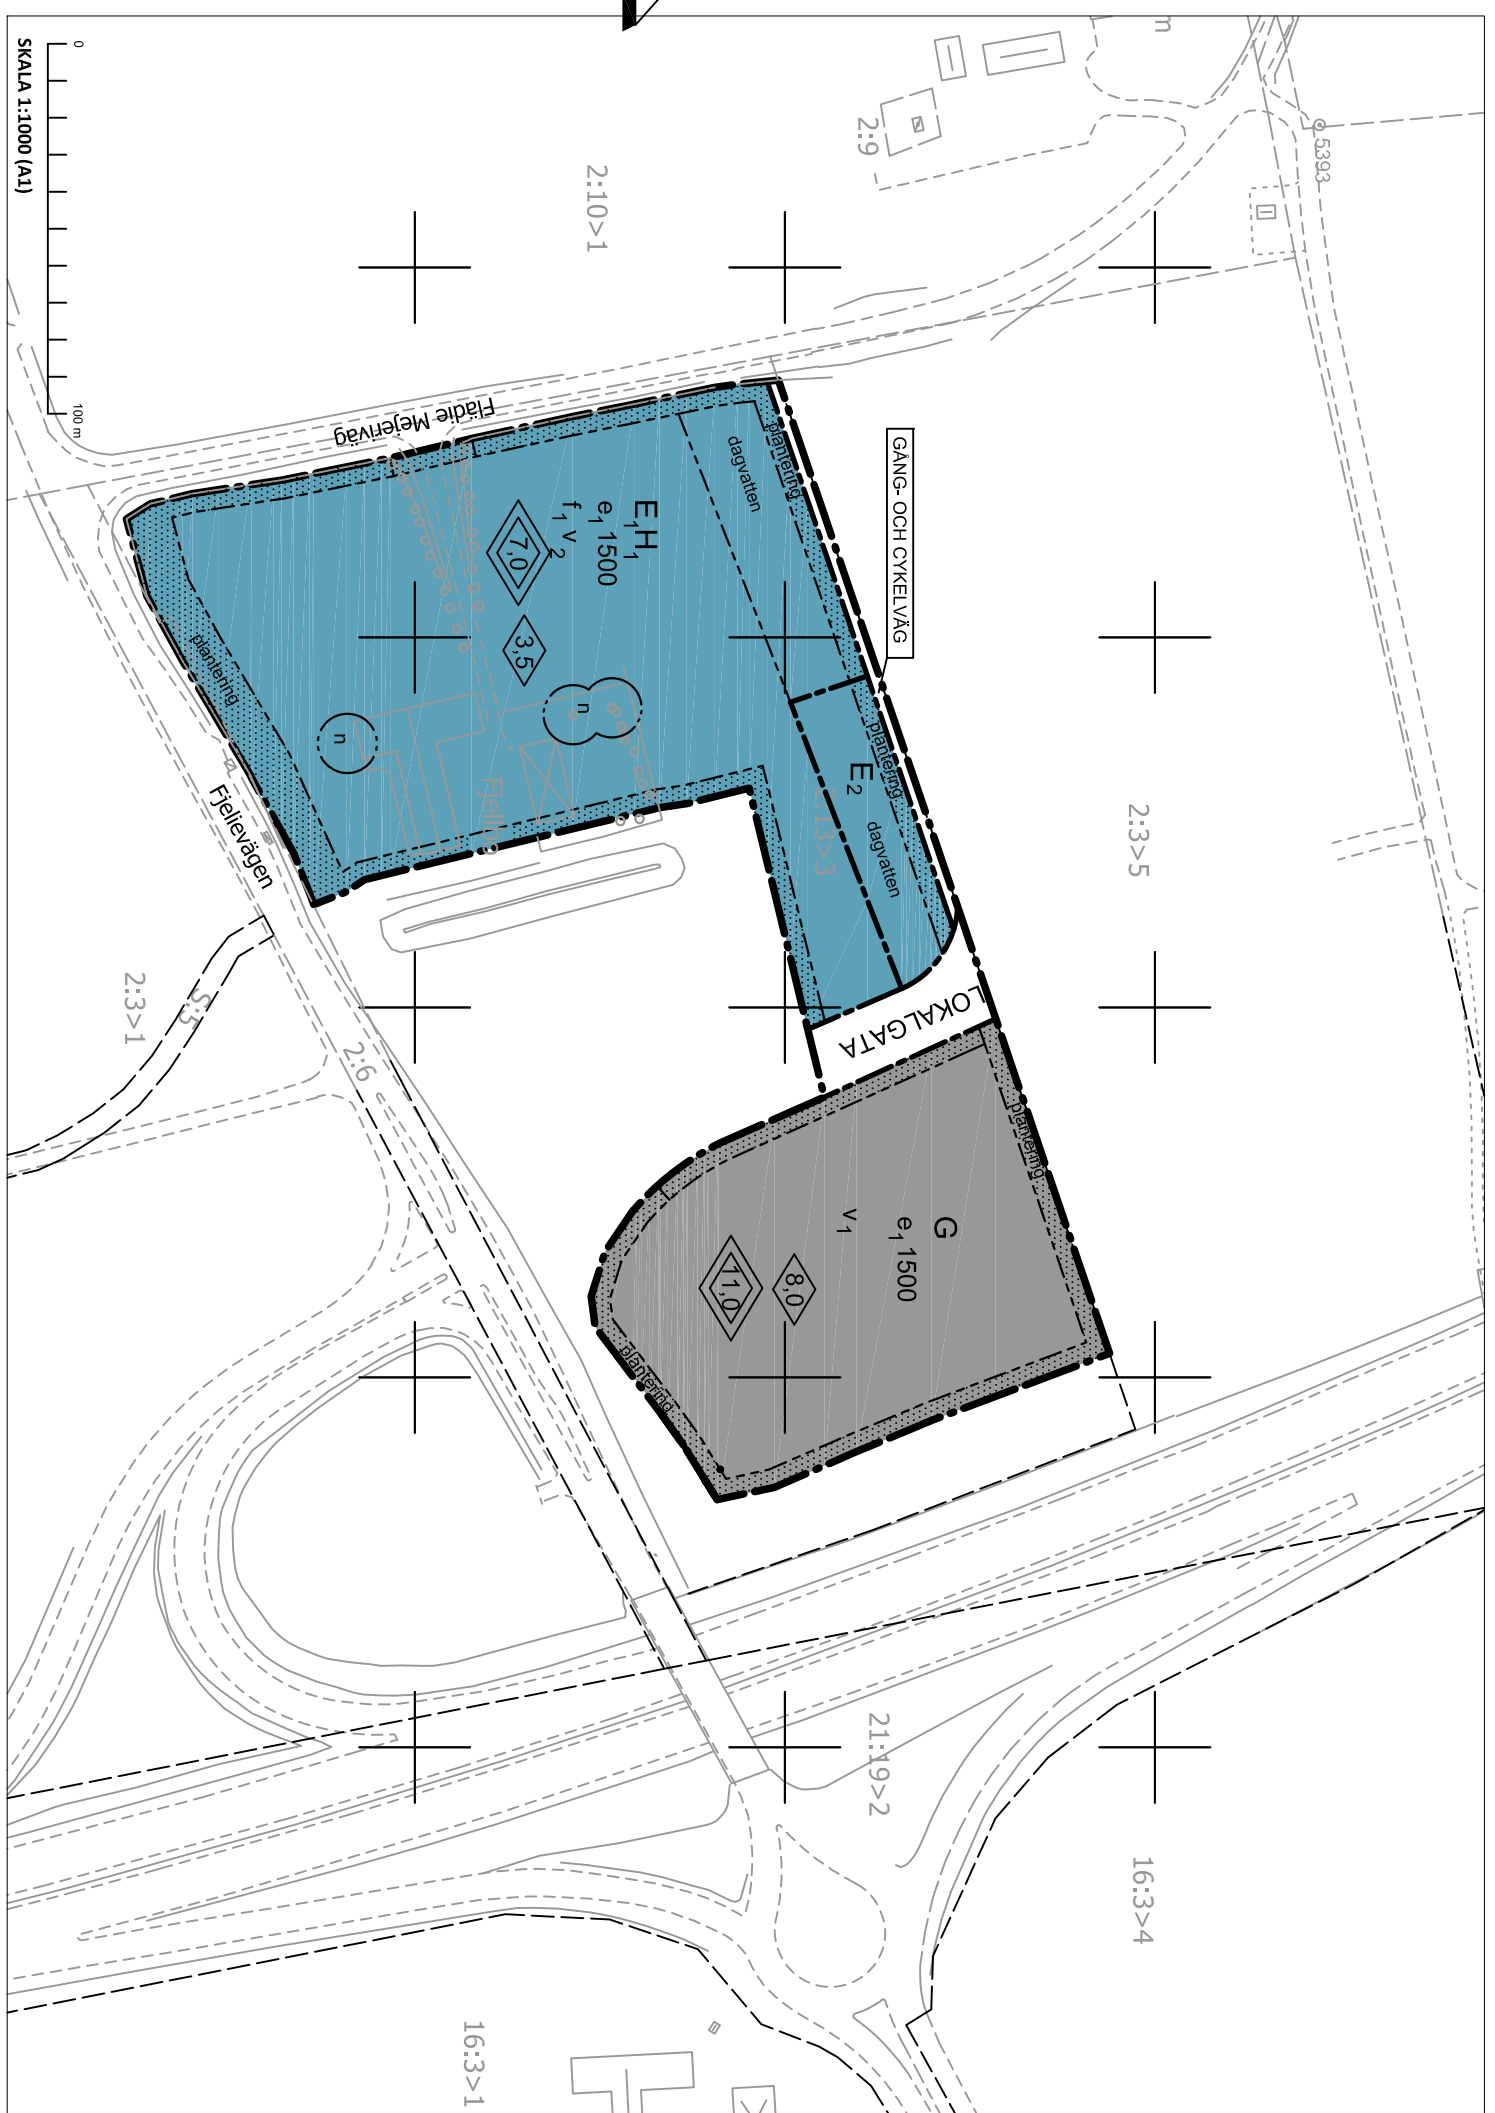 SKALA 1:1000 (A1)
0
100 m
m
2:9
5393
2:10>1
Flädie Mejeriväg
GÅNG- OCH CYKELVÄG
plantering
dagvatten
E₁H₁
e₁ 1500
f₁ v₂
7,0
3,5
n
n
plantering
Fjelievägen
Fjellbo
plantering
E₂
dagvatten
2:13>3
2:3>5
LOKALGATA
2:3>1
S:5
2:6
plantering
G
e₁ 1500
v₁
8,0
11,0
plantering
21:19>2
16:3>4
16:3>1